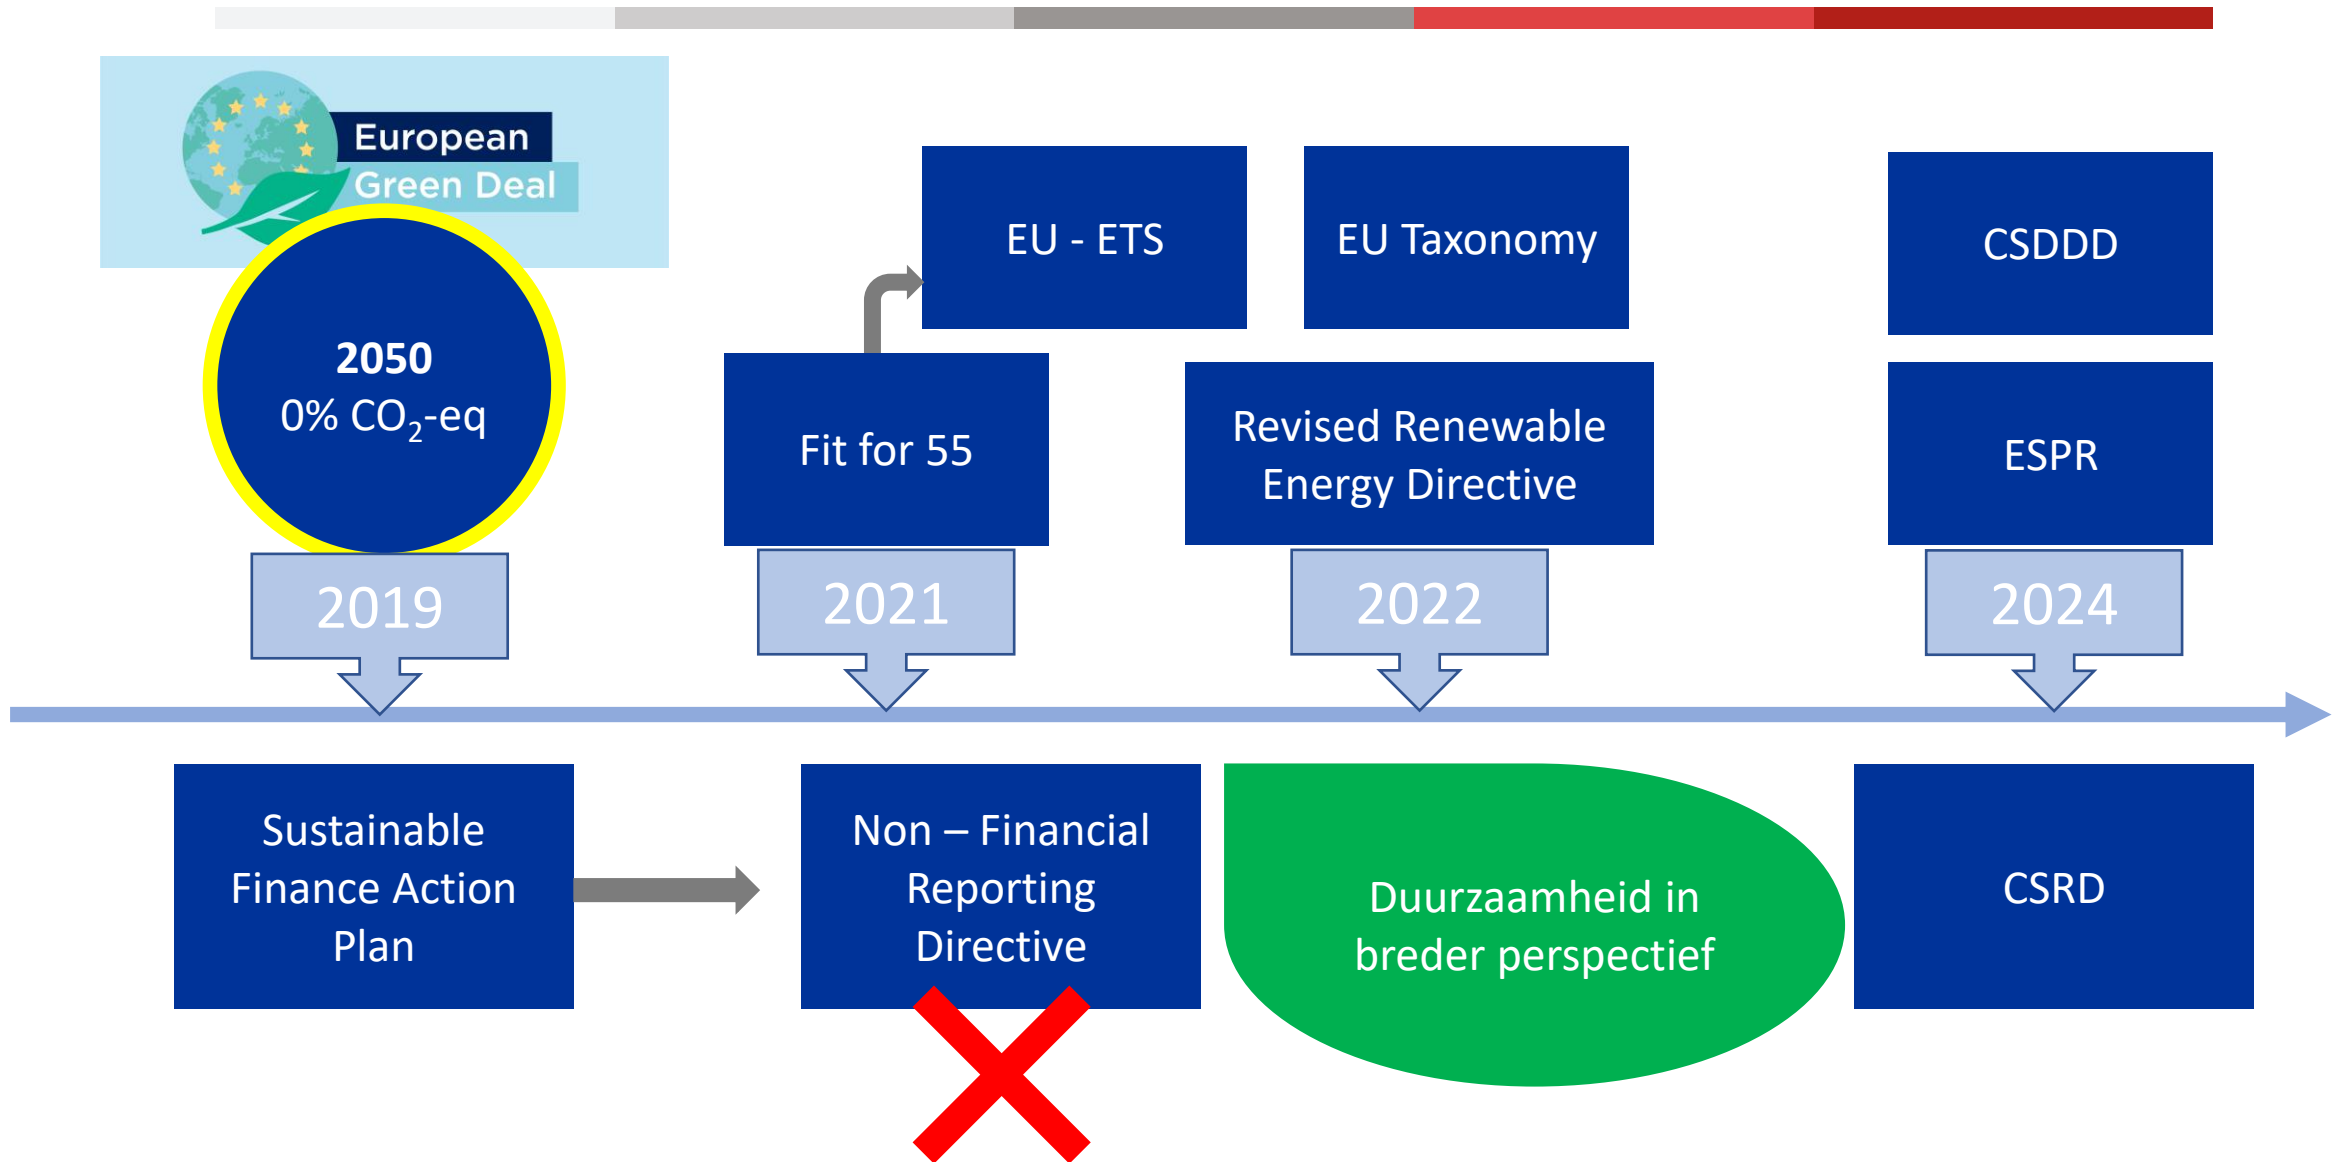 European
Green Deal
2050
0% CO₂-eq
EU - ETS
EU Taxonomy
CSDDD
Fit for 55
Revised Renewable
Energy Directive
ESPR
2019
2021
2022
2024
Sustainable
Finance Action
Plan
Non – Financial
Reporting
Directive
Duurzaamheid in
breder perspectief
CSRD